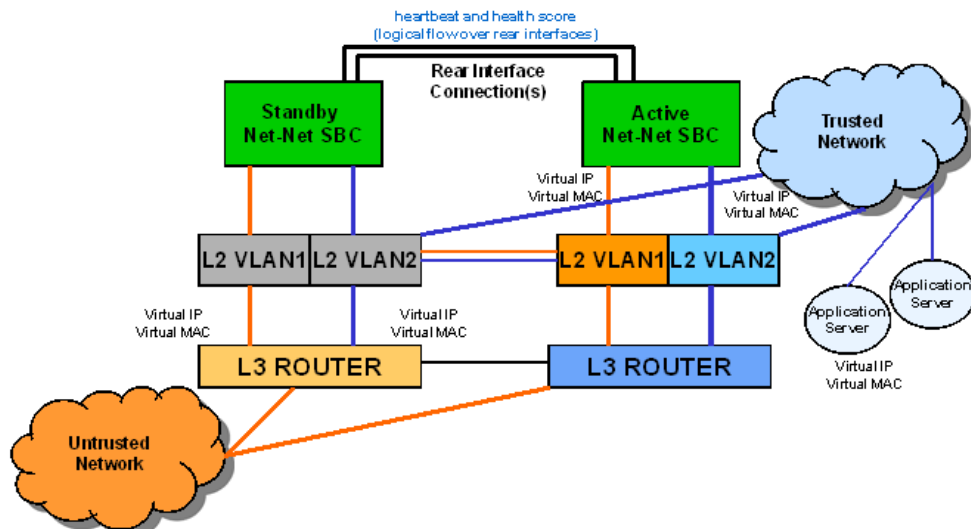 heartbeat and health score
(logical flow over rear interfaces)
Rear Interface
Connection(s)
Standby
Net-Net SBC
Active
Net-Net SBC
Trusted
Network
Virtual IP
Virtual MAC
Virtual IP
Virtual MAC
L2 VLAN1
L2 VLAN2
L2 VLAN1
L2 VLAN2
Application
Server
Application
Server
Virtual IP
Virtual MAC
Virtual IP
Virtual MAC
L3 ROUTER
L3 ROUTER
Virtual IP
Virtual MAC
Untrusted
Network